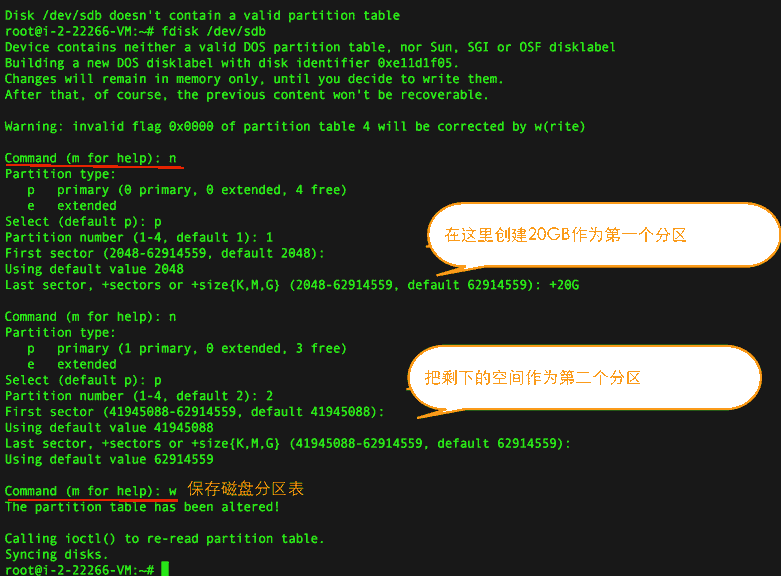 Disk /dev/sdb doesn't contain a valid partition table
root@i-2-22266-VM:~# fdisk /dev/sdb
Device contains neither a valid DOS partition table, nor Sun, SGI or OSF disklabel
Building a new DOS disklabel with disk identifier 0xe11d1f05.
Changes will remain in memory only, until you decide to write them.
After that, of course, the previous content won't be recoverable.
Warning: invalid flag 0x0000 of partition table 4 will be corrected by w(rite)
Command (m for help): n
Partition type:
p   primary (0 primary, 0 extended, 4 free)
e   extended
Select (default p): p
Partition number (1-4, default 1): 1
在这里创建20GB作为第一个分区
First sector (2048-62914559, default 2048):
Using default value 2048
Last sector, +sectors or +size{K,M,G} (2048-62914559, default 62914559): +20G
Command (m for help): n
Partition type:
p   primary (1 primary, 0 extended, 3 free)
e   extended
Select (default p): p
把剩下的空间作为第二个分区
Partition number (1-4, default 2): 2
First sector (41945088-62914559, default 41945088):
Using default value 41945088
Last sector, +sectors or +size{K,M,G} (41945088-62914559, default 62914559):
Using default value 62914559
Command (m for help): w 保存磁盘分区表
The partition table has been altered!
Calling ioctl() to re-read partition table.
Syncing disks.
root@i-2-22266-VM:~#